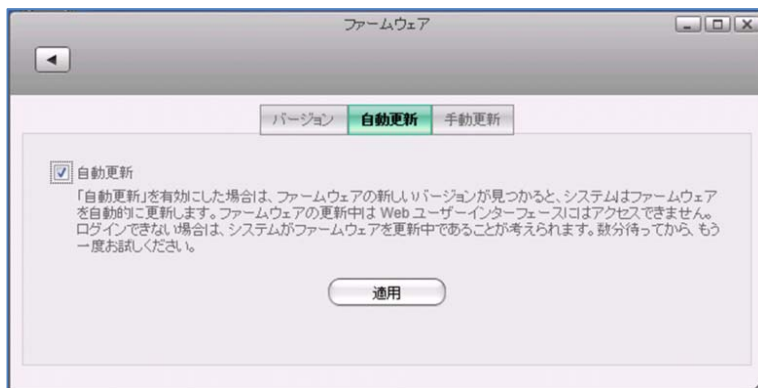 ファームウェア
バージョン 自動更新 手動更新
自動更新
「自動更新」を有効にした場合は、ファームウェアの新しいバージョンが見つかると、システムはファームウェア
を自動的に更新します。ファームウェアの更新中は Web ユーザーインターフェースにはアクセスできません。
ログインできない場合は、システムがファームウェアを更新中であることが考えられます。数分待ってから、もう
一度お試しください。
適用